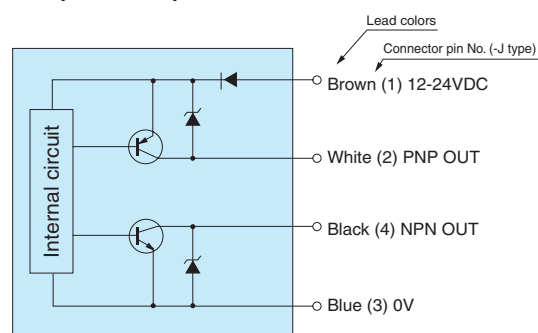 Lead colors
Connector pin No. (-J type)
Brown (1) 12-24VDC
White (2) PNP OUT
Internal circuit
Black (4) NPN OUT
Blue (3) 0V